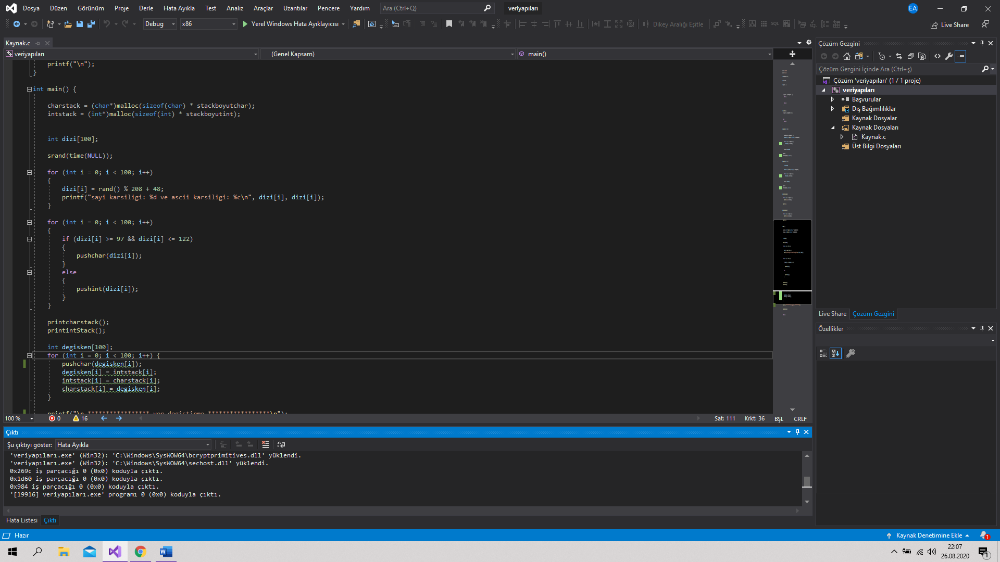 Dosya Düzen Görünüm Proje Derle Hata Ayıkla Test Analiz Araçlar Uzantılar Pencere Yardım Ara (Ctrl+Q) veriyapıları EA
Debug x86 Yerel Windows Hata Ayıklayıcısı SQL Dikey Aralığı Eşitle SQL Live Share
Kaynak.c
veriyapıları (Genel Kapsam) main()
printf("\n");
}
int main() {
charstack = (char*)malloc(sizeof(char) * stackboyutchar);
intstack = (int*)malloc(sizeof(int) * stackboyutint);
int dizi[100];
srand(time(NULL));
for (int i = 0; i < 100; i++)
{
dizi[i] = rand() % 208 + 48;
printf("sayi karsiligi: %d ve ascii karsiligi: %c\n", dizi[i], dizi[i]);
}
for (int i = 0; i < 100; i++)
{
if (dizi[i] >= 97 && dizi[i] <= 122)
{
pushchar(dizi[i]);
}
else
{
pushint(dizi[i]);
}
}
printcharstack();
printintStack();
int degisken[100];
for (int i = 0; i < 100; i++) {
pushchar(degisken[i]);
degisken[i] = intstack[i];
intstack[i] = charstack[i];
charstack[i] = degisken[i];
}
printf("\n ***************** yer degistirme *****************\n");
100 % 0 16 Sat: 111 Krkt: 36 BŞL CRLF
Çıktı
Şu çıktıyı göster: Hata Ayıkla
'veriyapıları.exe' (Win32): 'C:\Windows\SysWOW64\bcryptprimitives.dll' yüklendi.
'veriyapıları.exe' (Win32): 'C:\Windows\SysWOW64\sechost.dll' yüklendi.
0x269c iş parçacığı 0 (0x0) koduyla çıktı.
0x1d60 iş parçacığı 0 (0x0) koduyla çıktı.
0x984 iş parçacığı 0 (0x0) koduyla çıktı.
'[19916] veriyapıları.exe' programı 0 (0x0) koduyla çıktı.
Hata Listesi Çıktı
Çözüm Gezgini
Çözüm Gezgini İçinde Ara (Ctrl+ş)
Çözüm 'veriyapıları' (1 / 1 proje)
veriyapıları
Başvurular
Dış Bağımlılıklar
Kaynak Dosyalar
Kaynak Dosyaları
Kaynak.c
Üst Bilgi Dosyaları
Live Share Çözüm Gezgini
Özellikler
Hazır Kaynak Denetimine Ekle 1
22:07
26.08.2020
1